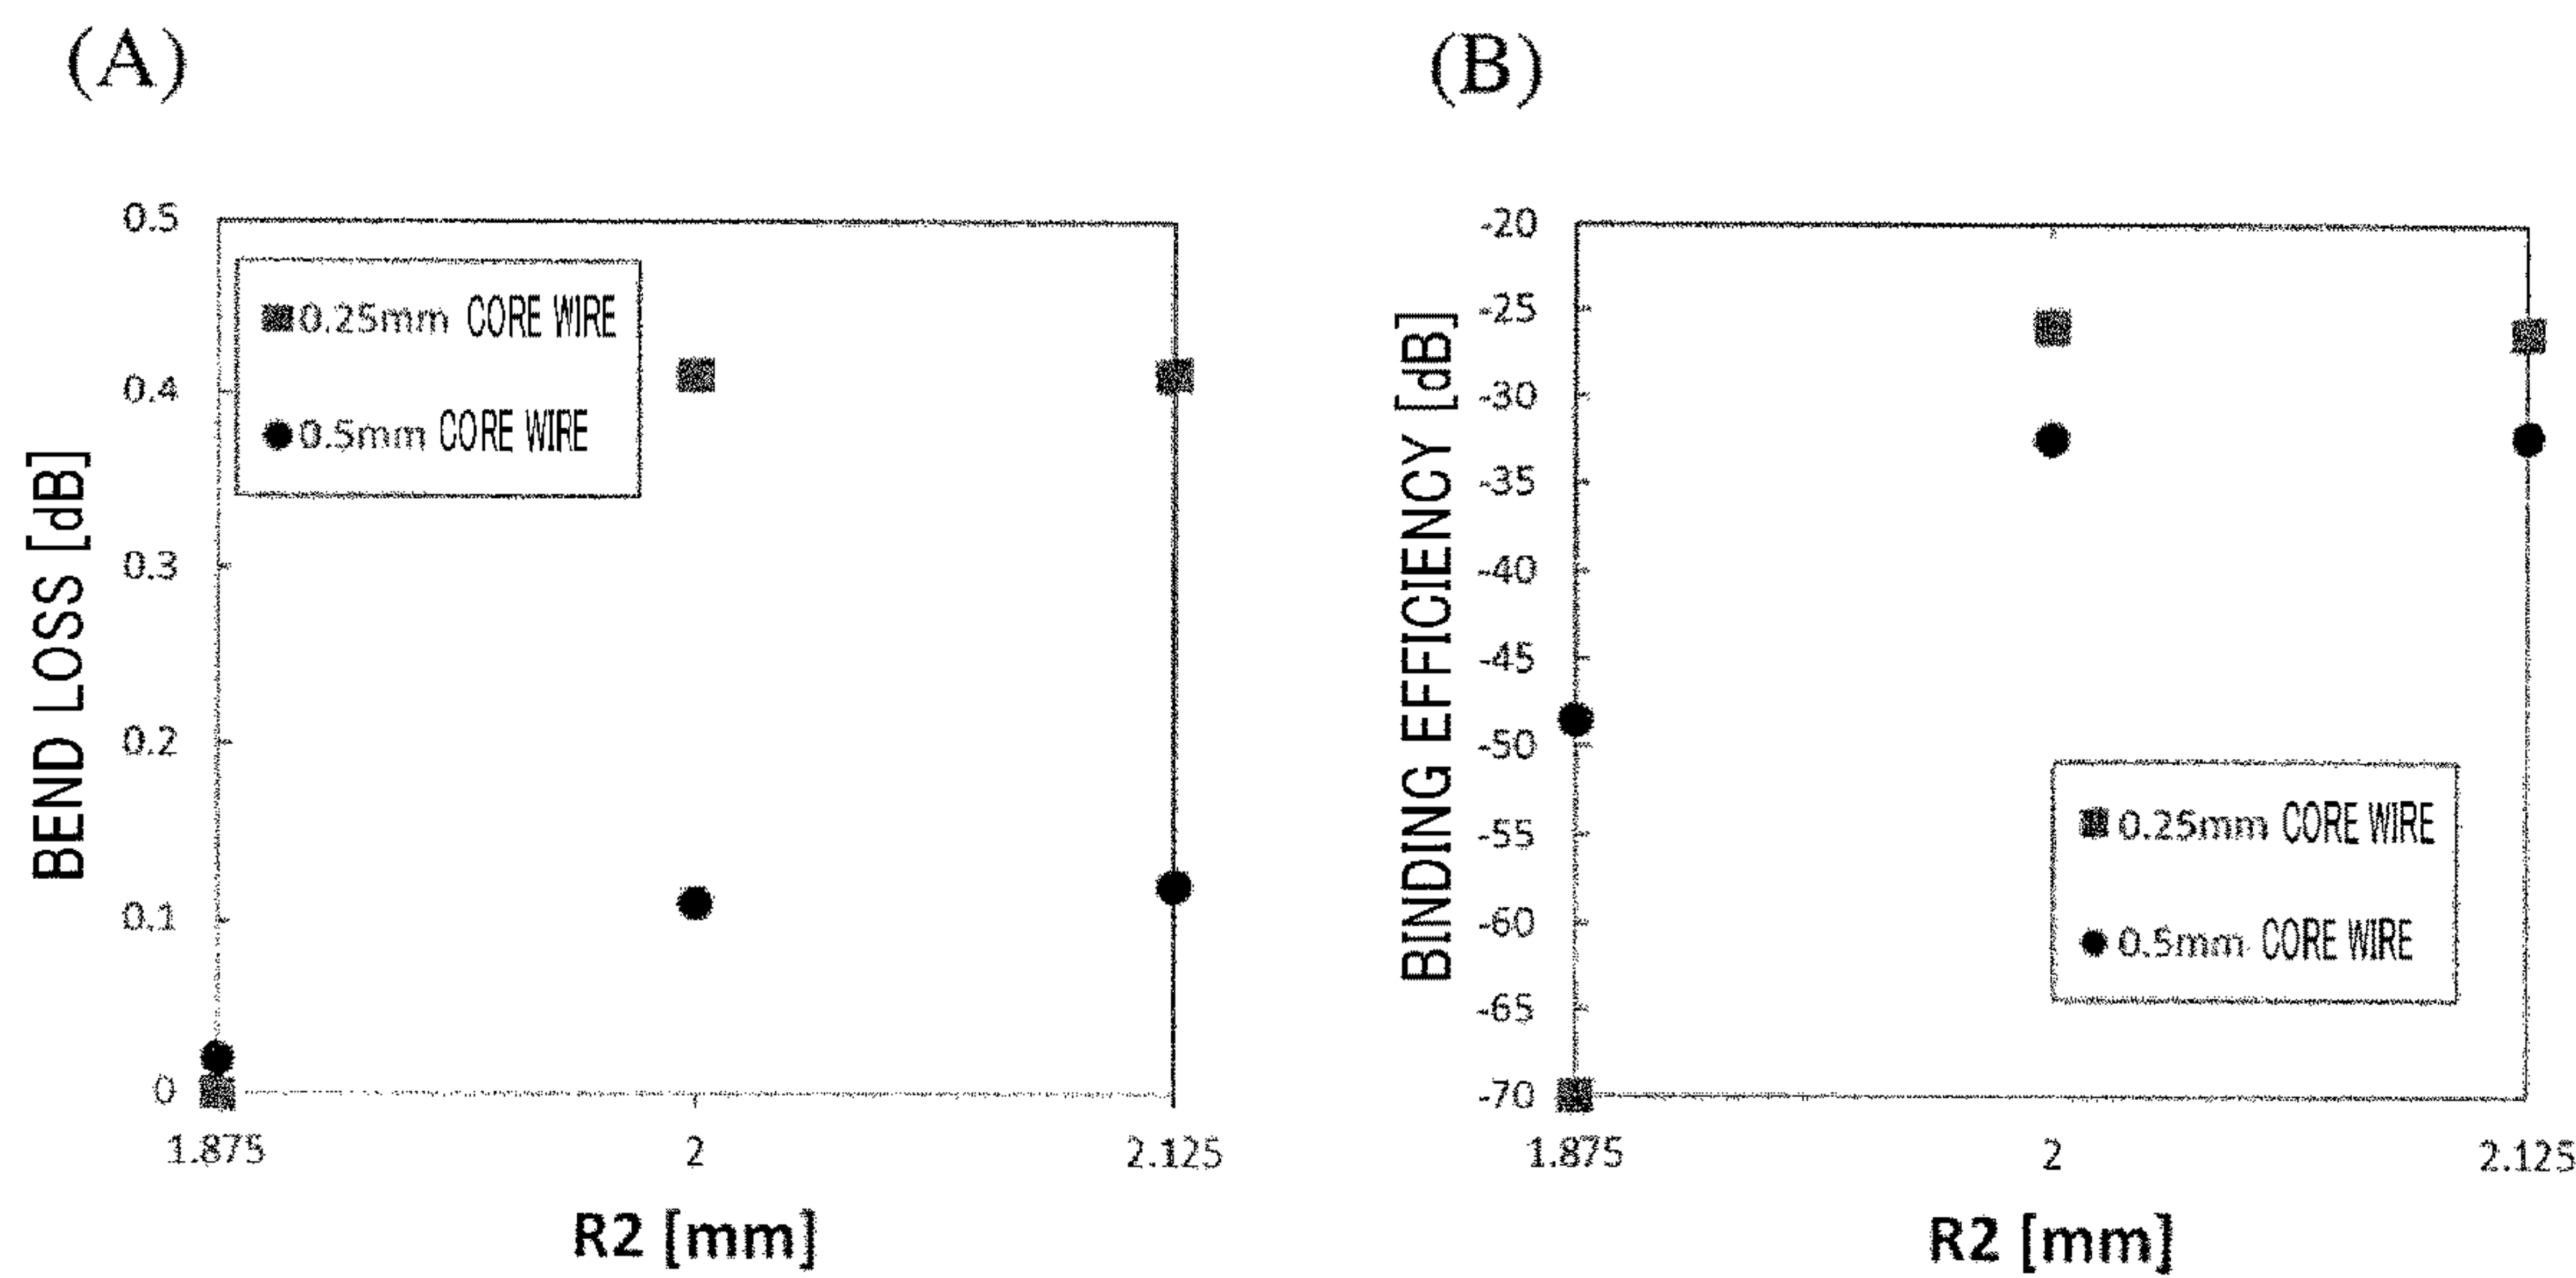 (A)
BEND LOSS [dB]
0.5
0.4
0.3
0.2
0.1
0
0.25mm CORE WIRE
0.5mm CORE WIRE
1.875 2 2.125
R2 [mm]
(B)
BINDING EFFICIENCY [dB]
-20
-25
-30
-35
-40
-45
-50
-55
-60
-65
-70
0.25mm CORE WIRE
0.5mm CORE WIRE
1.875 2 2.125
R2 [mm]